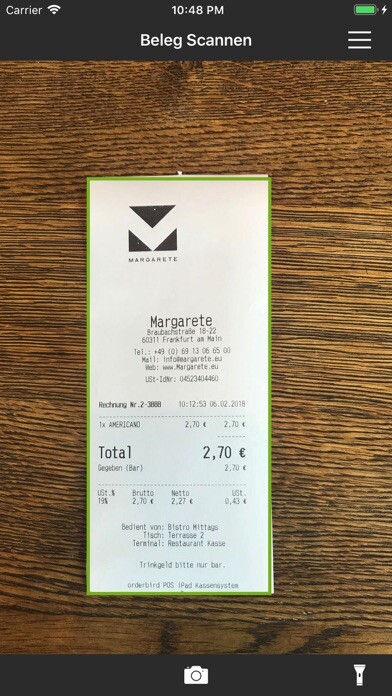 Carrier 10:48 PM
Beleg Scannen
MARGARETE
Margarete
Braubachstraße 18-22
60311 Frankfurt am Main
Tel.: +49 (0) 69 13 06 65 00
Mail: info@margarete.eu
Web: www.Margarete.eu
USt-IdNr: 04523404460
Rechnung Nr.2-3808 10:12:53 06.02.2018
1x AMERICANO 2,70 € 2,70 €
Total 2,70 €
Gegeben (Bar) 2,70 €
USt.% Brutto Netto USt.
19% 2,70 € 2,27 € 0,43 €
Bedient von: Bistro Mittags
Tisch: Terrasse 2
Terminal: Restaurant Kasse
Trinkgeld bitte nur bar.
orderbird POS iPad Kassensystem